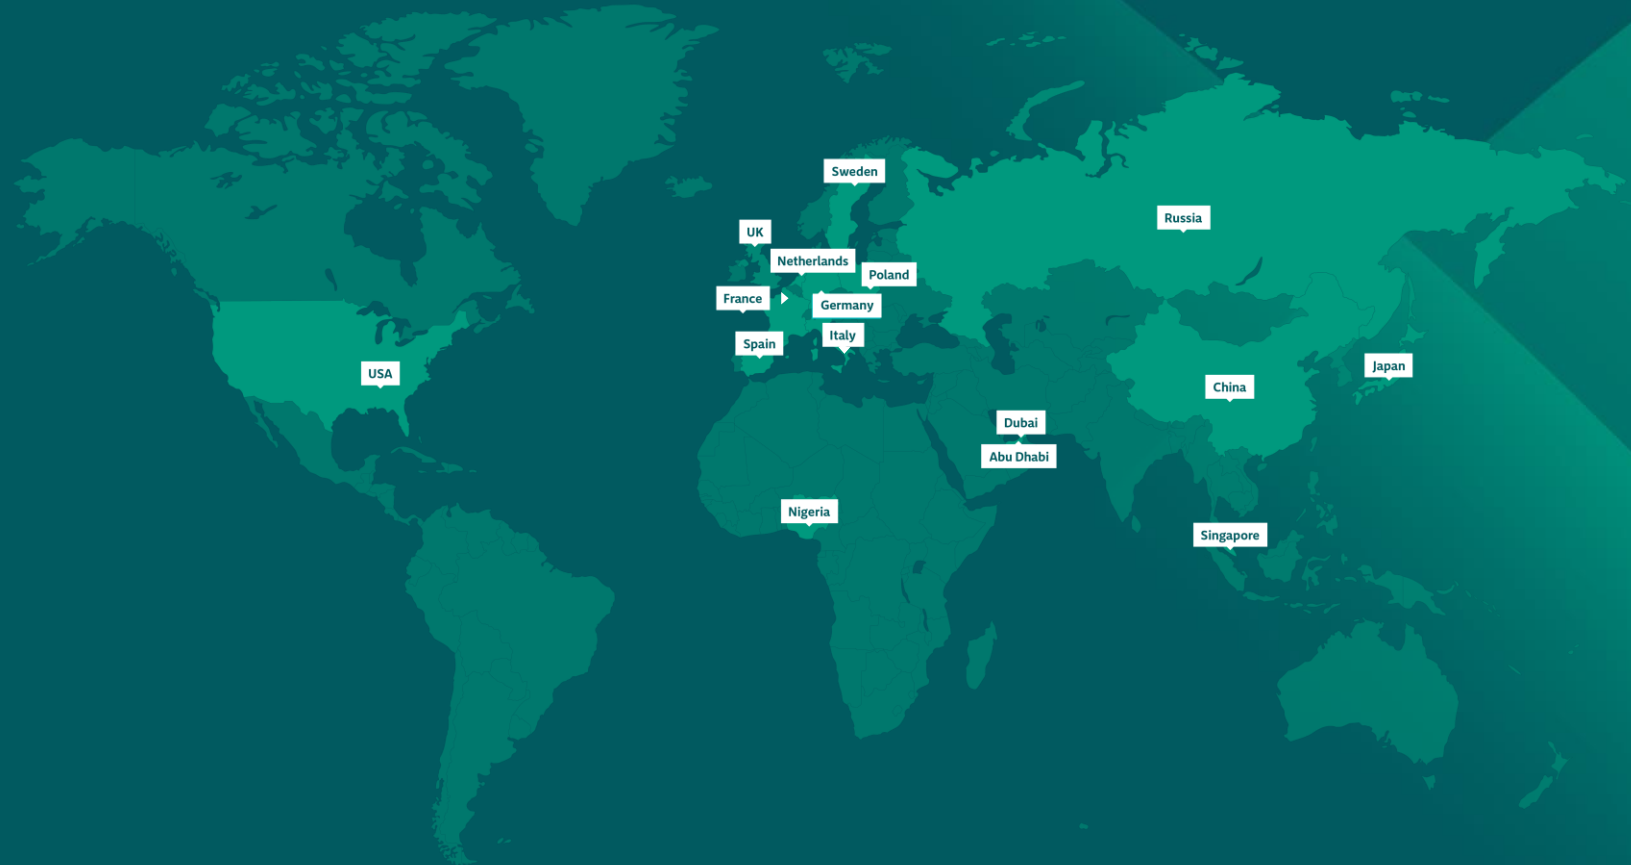 Sweden
Russia
UK
Netherlands
Poland
France
Germany
Italy
Spain
Japan
USA
China
Dubai
Abu Dhabi
Nigeria
Singapore